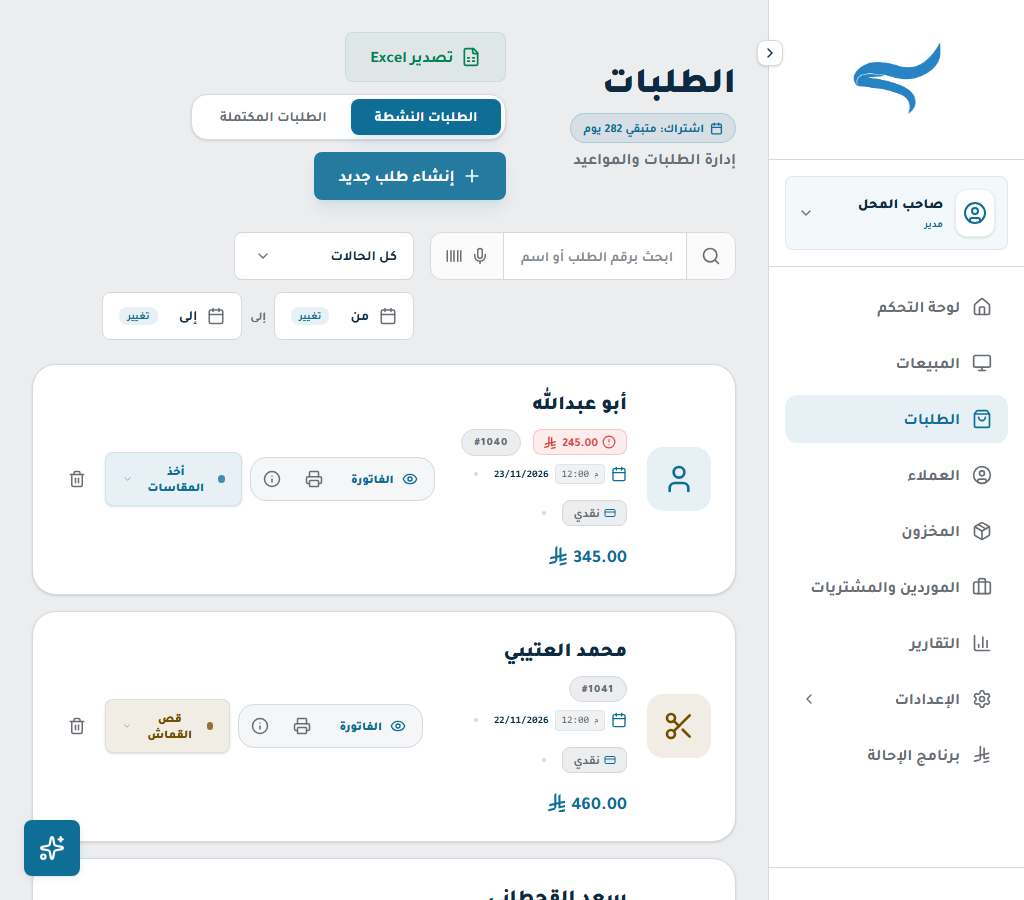 صاحب المحل
مدير
لوحة التحكم
المبيعات
الطلبات
العملاء
المخزون
الموردين والمشتريات
التقارير
الإعدادات
برنامج الإحالة
الطلبات
اشتراك: متبقي 282 يوم
إدارة الطلبات والمواعيد
تصدير Excel
الطلبات النشطة
الطلبات المكتملة
إنشاء طلب جديد
ابحث برقم الطلب أو اسم
كل الحالات
من
تغيير
إلى
إلى
تغيير
أبو عبدالله
245.00
#1040
12:00 م
23/11/2026
نقدي
345.00
الفاتورة
أخذ
المقاسات
محمد العتيبي
#1041
12:00 م
22/11/2026
نقدي
460.00
الفاتورة
قص
القماش
سعد القحطاني